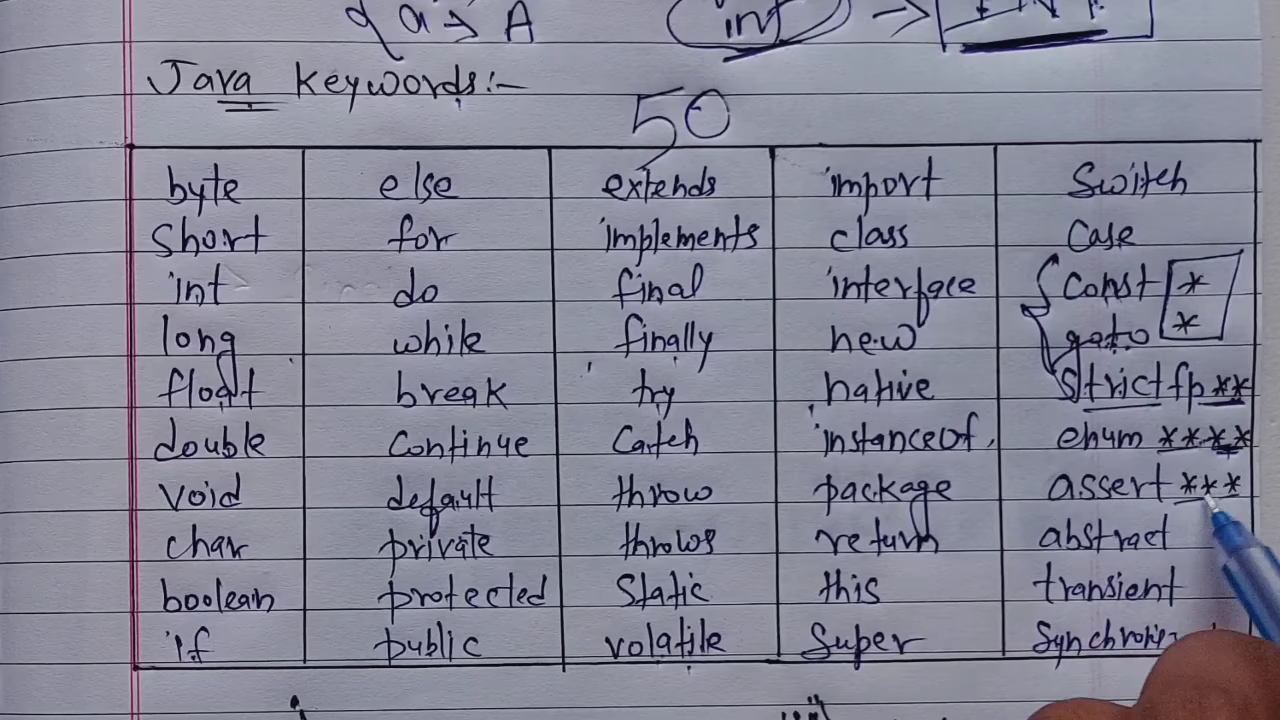 a → A
int →
Java Keywords:-
50
byte else extends import Switch
Short for implements class Case
int do final interface Const *
long while finally new goto *
float break try native strictfp **
double Continue Catch instanceof enum ****
Void default throw package assert ***
char private throws return abstract
boolean protected Static this transient
if public volatile Super